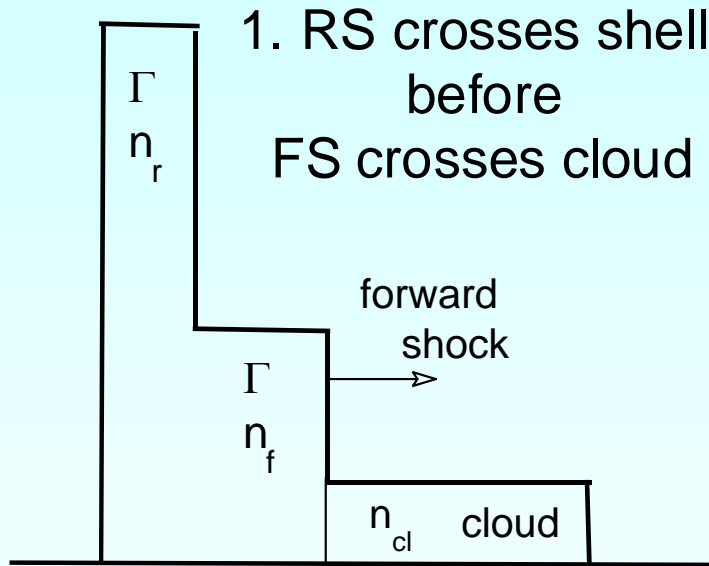 1. RS crosses shell
before
FS crosses cloud
Γ
n_r
forward
shock
Γ
n_f
n_cl cloud